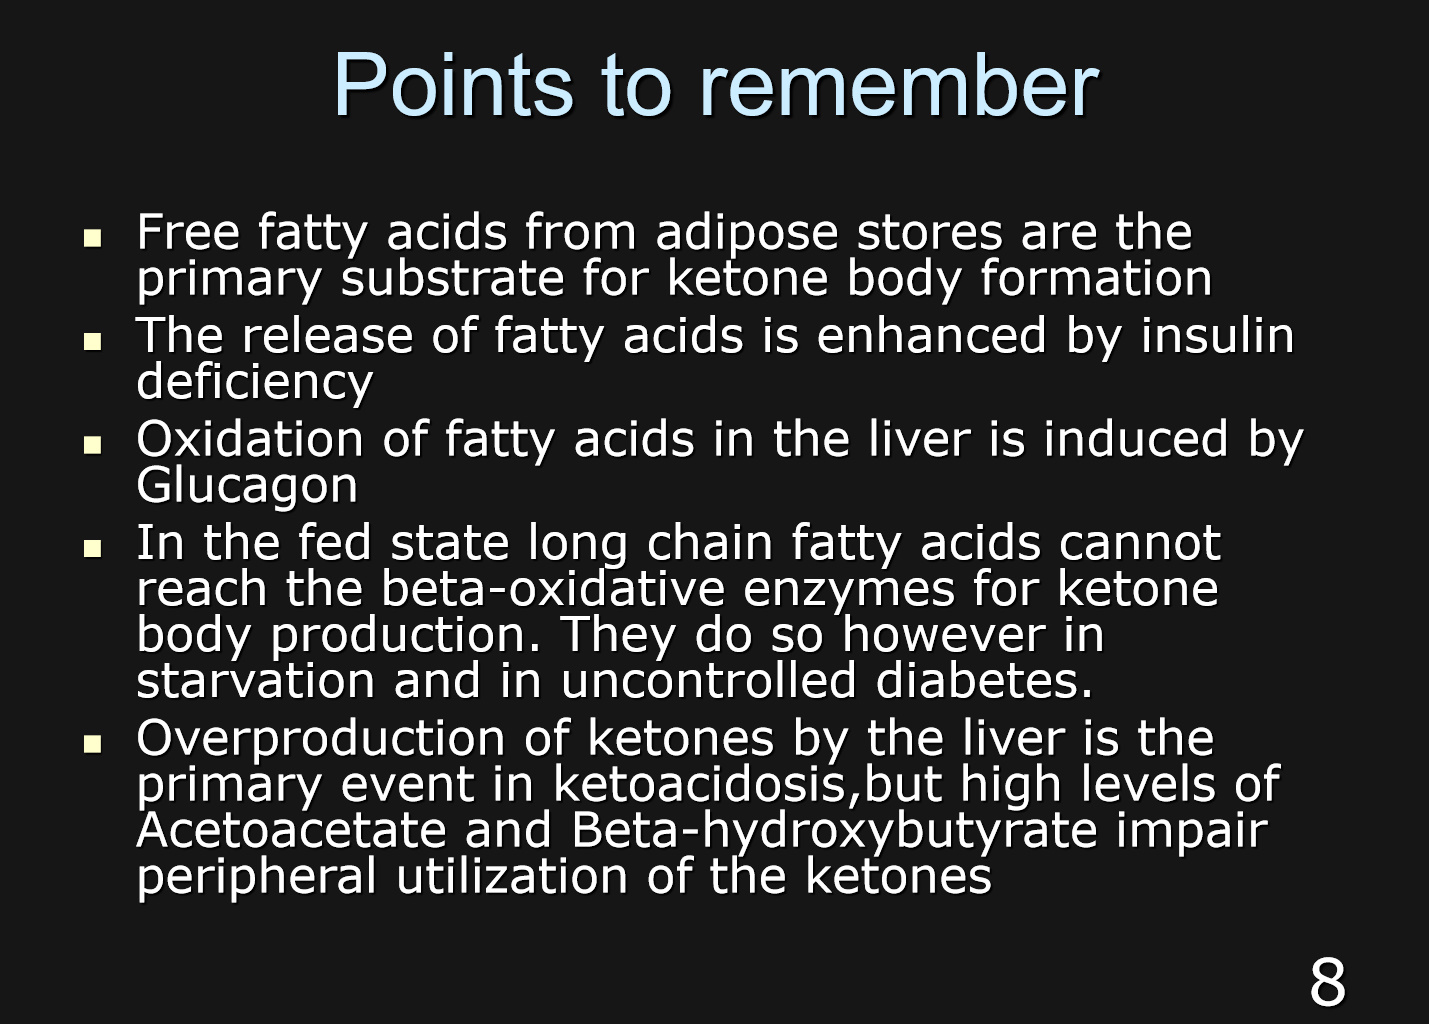 Points to remember
Free fatty acids from adipose stores are the
primary substrate for ketone body formation
The release of fatty acids is enhanced by insulin
deficiency
Oxidation of fatty acids in the liver is induced by
Glucagon
In the fed state long chain fatty acids cannot
reach the beta-oxidative enzymes for ketone
body production. They do so however in
starvation and in uncontrolled diabetes.
Overproduction of ketones by the liver is the
primary event in ketoacidosis,but high levels of
Acetoacetate and Beta-hydroxybutyrate impair
peripheral utilization of the ketones
8